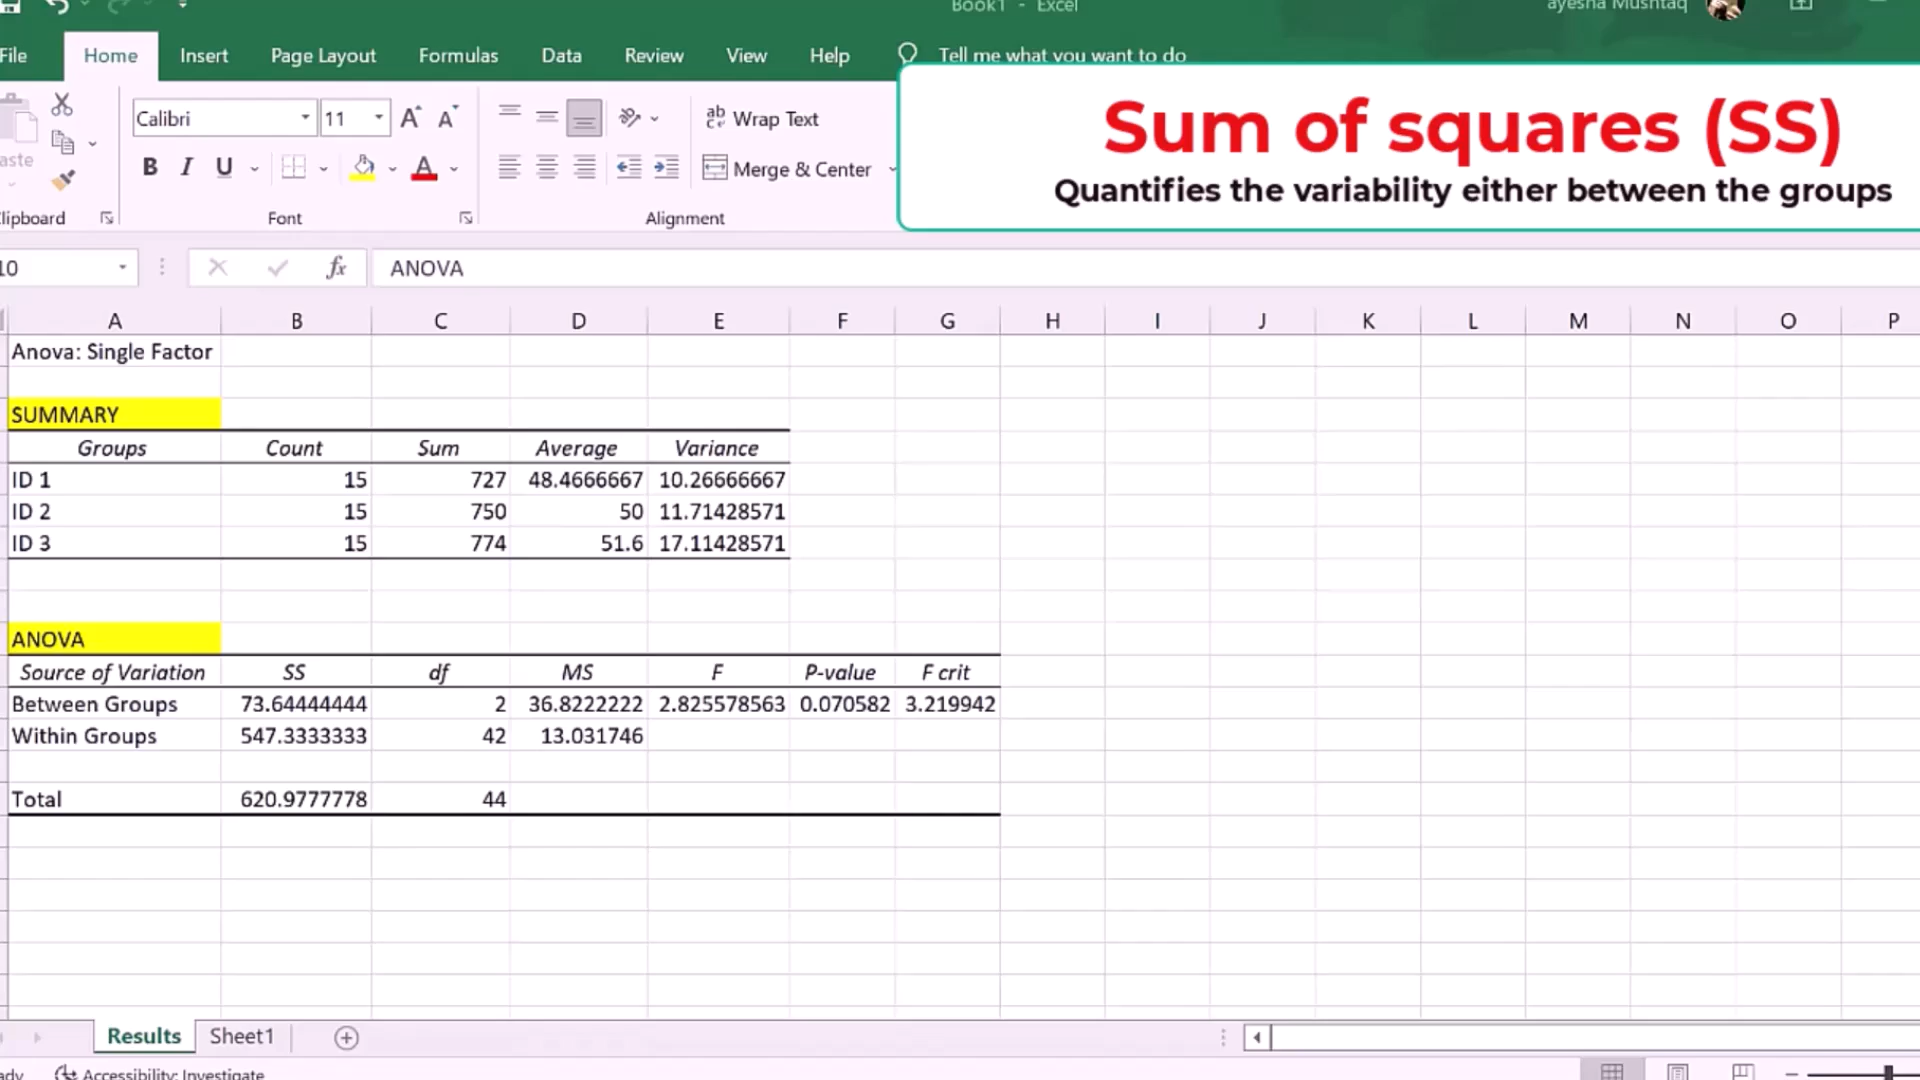 Book1 - Excel
ayesha Mushtaq
File Home Insert Page Layout Formulas Data Review View Help Tell me what you want to do
Sum of squares (SS)
Quantifies the variability either between the groups
Calibri 11 Wrap Text
B I U Merge & Center
Font Alignment
fx ANOVA
A B C D E F G H I J K L M N O P
Anova: Single Factor
SUMMARY
Groups Count Sum Average Variance
ID 1 15 727 48.4666667 10.26666667
ID 2 15 750 50 11.71428571
ID 3 15 774 51.6 17.11428571
ANOVA
Source of Variation SS df MS F P-value F crit
Between Groups 73.64444444 2 36.8222222 2.825578563 0.070582 3.219942
Within Groups 547.3333333 42 13.031746
Total 620.9777778 44
Results Sheet1
Accessibility: Investigate